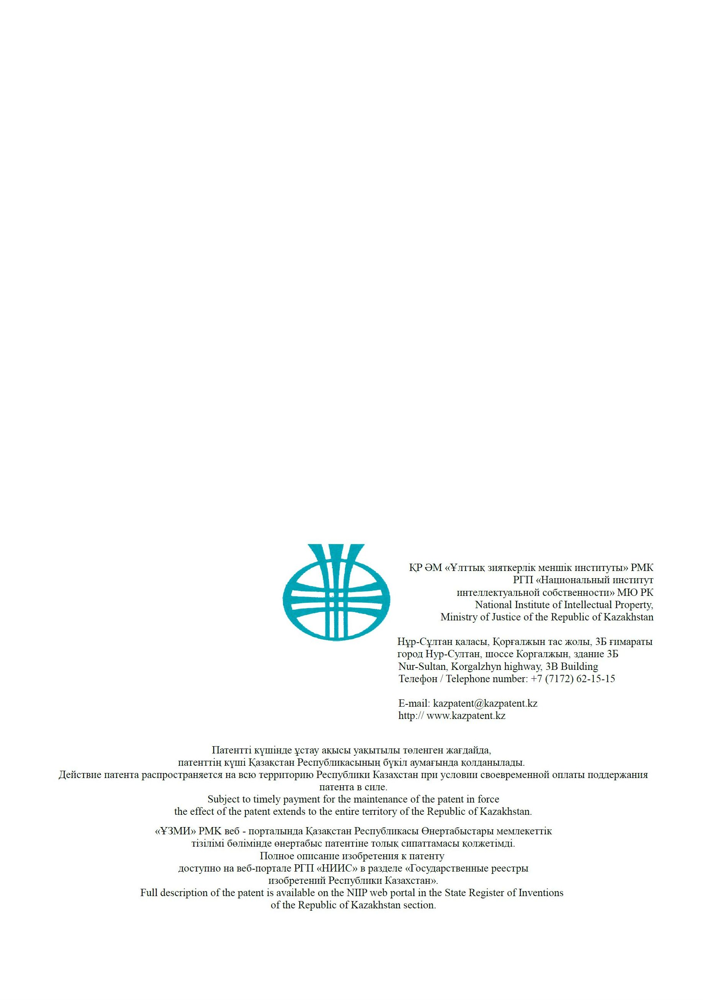 ҚР ӘМ «Ұлттық зияткерлік меншік институты» РМК
РГП «Национальный институт
интеллектуальной собственности» МЮ РК
National Institute of Intellectual Property,
Ministry of Justice of the Republic of Kazakhstan
Нұр-Сұлтан қаласы, Қорғалжын тас жолы, 3Б ғимараты
город Нур-Султан, шоссе Коргалжын, здание 3Б
Nur-Sultan, Korgalzhyn highway, 3B Building
Телефон / Telephone number: +7 (7172) 62-15-15
E-mail: kazpatent@kazpatent.kz
http:// www.kazpatent.kz
Патентті күшінде ұстау ақысы уақытылы төленген жағдайда,
патенттің күші Қазақстан Республикасының бүкіл аумағында қолданылады.
Действие патента распространяется на всю территорию Республики Казахстан при условии своевременной оплаты поддержания
патента в силе.
Subject to timely payment for the maintenance of the patent in force
the effect of the patent extends to the entire territory of the Republic of Kazakhstan.
«ҰЗМИ» РМК веб - порталында Қазақстан Республикасы Өнертабыстары мемлекеттік
тізілімі бөлімінде өнертабыс патентіне толық сипаттамасы қолжетімді.
Полное описание изобретения к патенту
доступно на веб-портале РГП «НИИС» в разделе «Государственные реестры
изобретений Республики Казахстан».
Full description of the patent is available on the NIIP web portal in the State Register of Inventions
of the Republic of Kazakhstan section.